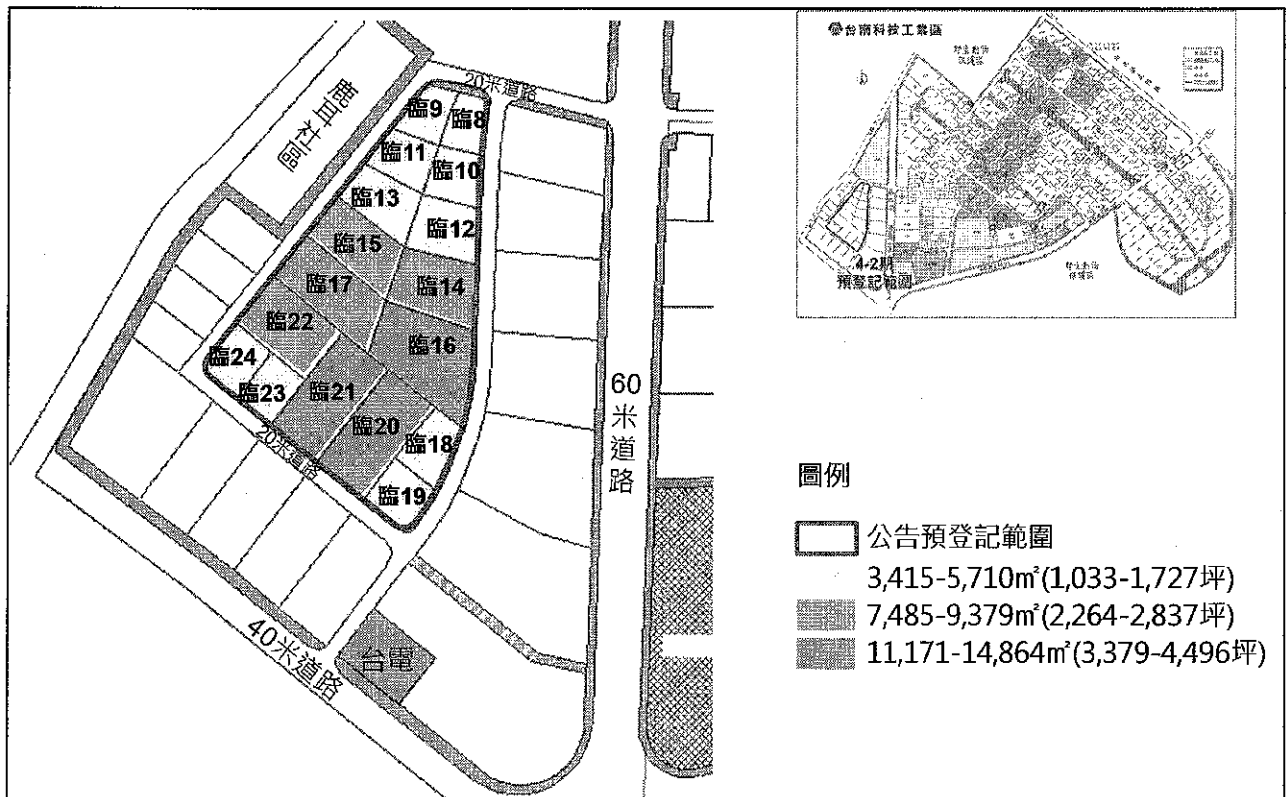 20米道路
鹿耳社區
臨9
臨8
臨11
臨10
臨13
臨12
臨15
臨14
臨17
臨22
臨16
臨24
臨23
臨21
臨20
臨18
臨19
20米道路
60米道路
40米道路
台電
台南科技工業區
4-2期
預登記範圍
圖例
公告預登記範圍
3,415-5,710㎡(1,033-1,727坪)
7,485-9,379㎡(2,264-2,837坪)
11,171-14,864㎡(3,379-4,496坪)